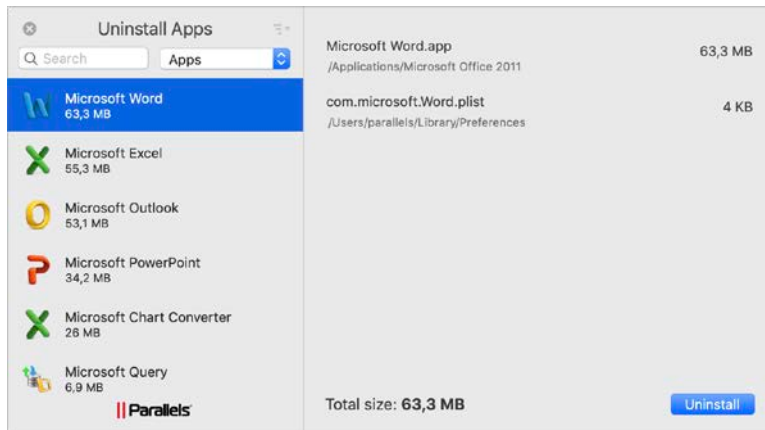 Uninstall Apps
Search
Apps
Microsoft Word
63,3 MB
Microsoft Excel
55,3 MB
Microsoft Outlook
53,1 MB
Microsoft PowerPoint
34,2 MB
Microsoft Chart Converter
26 MB
Microsoft Query
6,9 MB
Parallels
Microsoft Word.app
63,3 MB
/Applications/Microsoft Office 2011
com.microsoft.Word.plist
4 KB
/Users/parallels/Library/Preferences
Total size: 63,3 MB
Uninstall